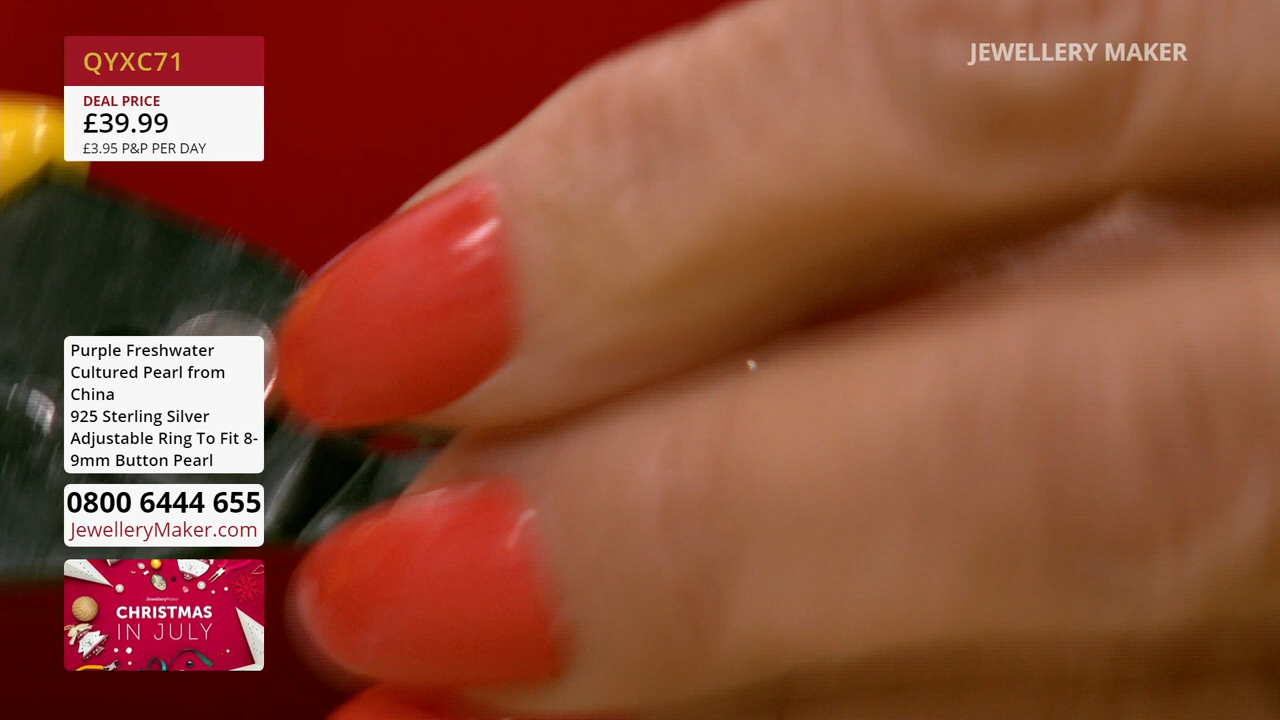 QYXC71
DEAL PRICE
£39.99
£3.95 P&P PER DAY
JEWELLERY MAKER
Purple Freshwater
Cultured Pearl from
China
925 Sterling Silver
Adjustable Ring To Fit 8-
9mm Button Pearl
0800 6444 655
JewelleryMaker.com
JewelleryMaker
CHRISTMAS
IN JULY